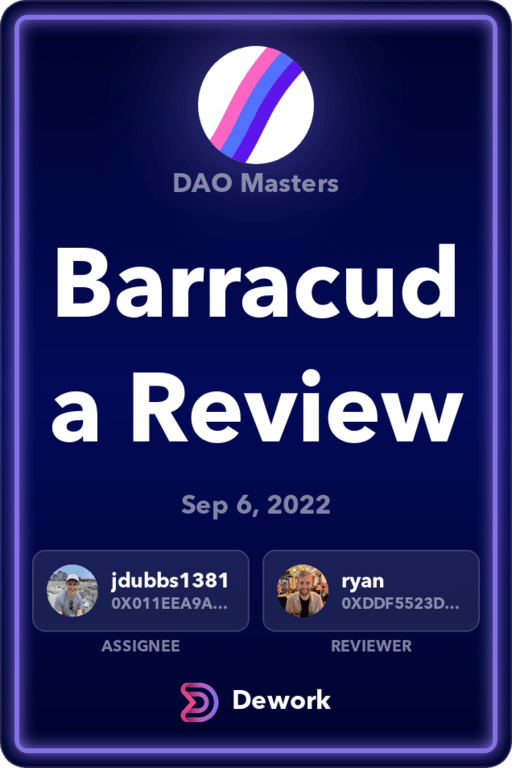 DAO Masters
Barracud
a Review
Sep 6, 2022
jdubbs1381
0X011EEA9A...
ryan
0XDDF5523D...
ASSIGNEE
REVIEWER
Dework